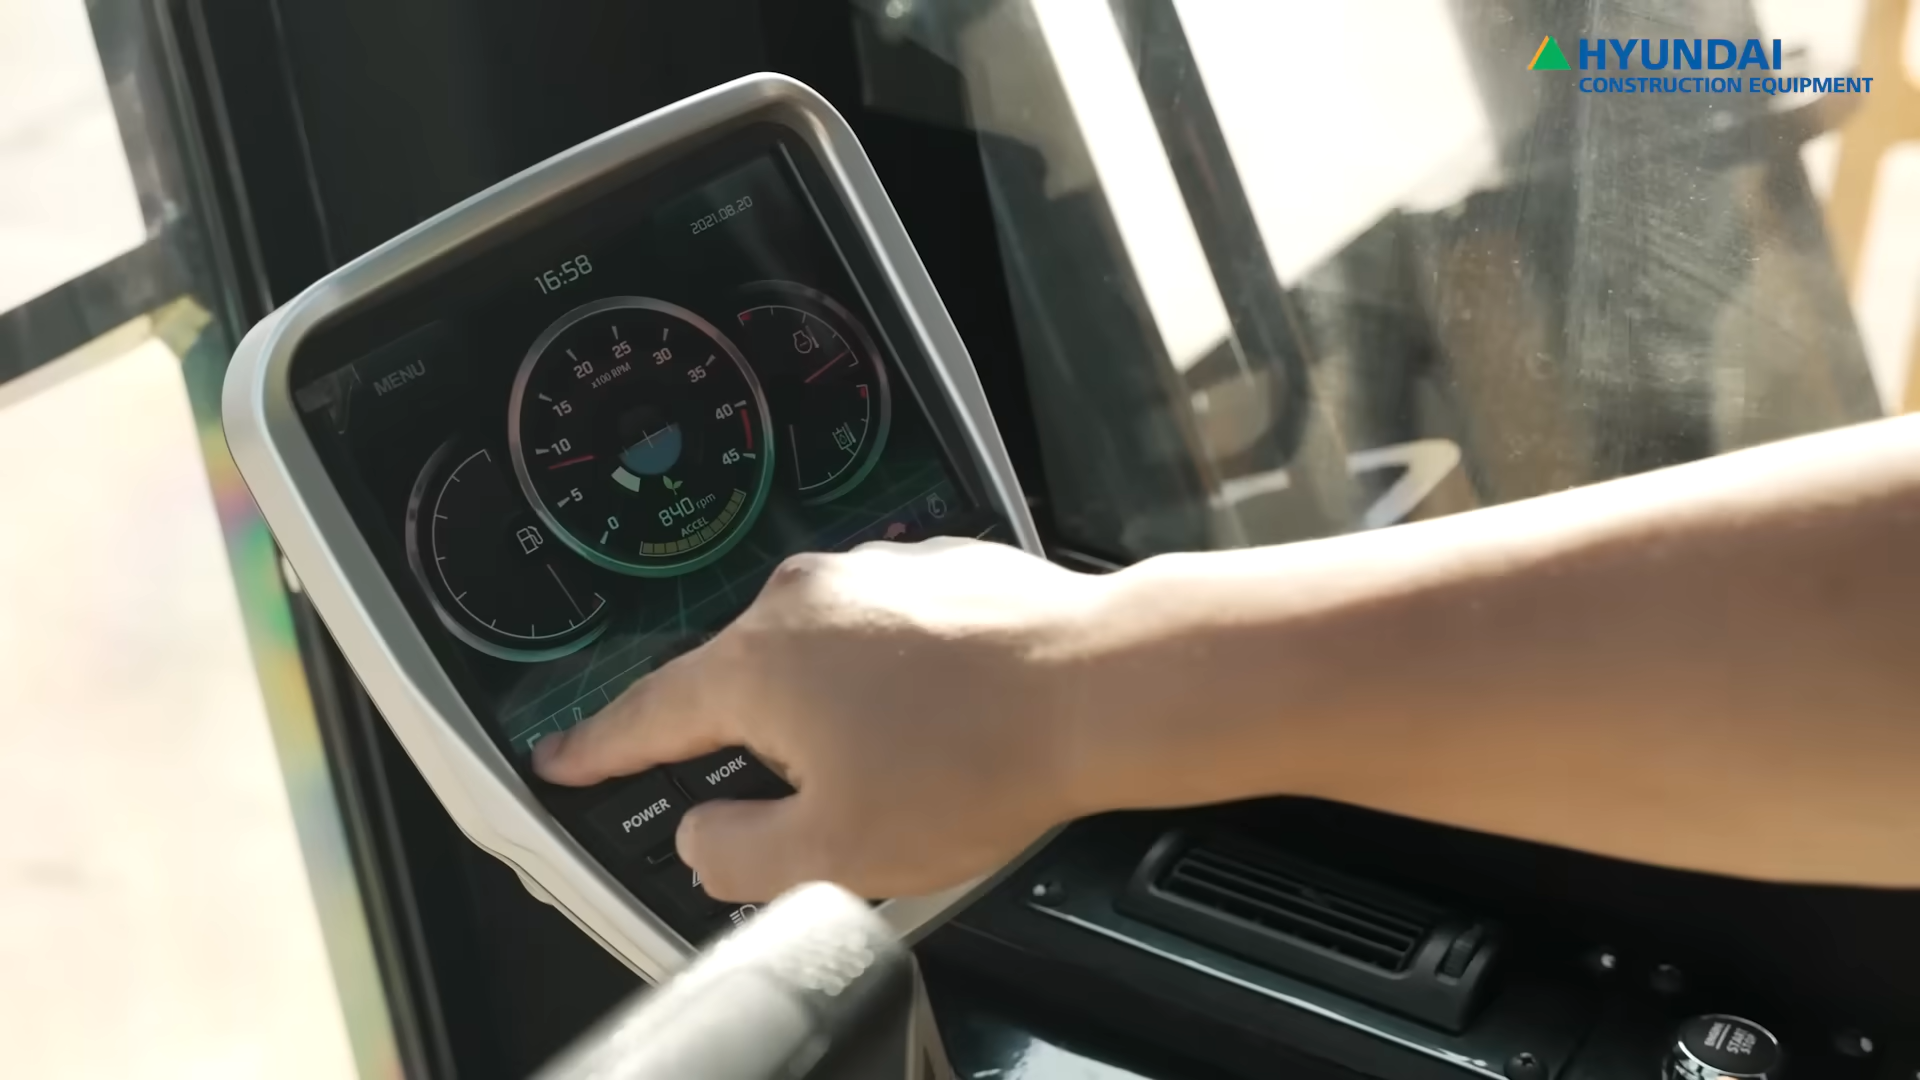 HYUNDAI
CONSTRUCTION EQUIPMENT
2021.08.20
16:58
MENU
0
5
10
15
20
25
30
35
40
45
x100 RPM
840 rpm
ACCEL
WORK
POWER
ENGINE
START
STOP